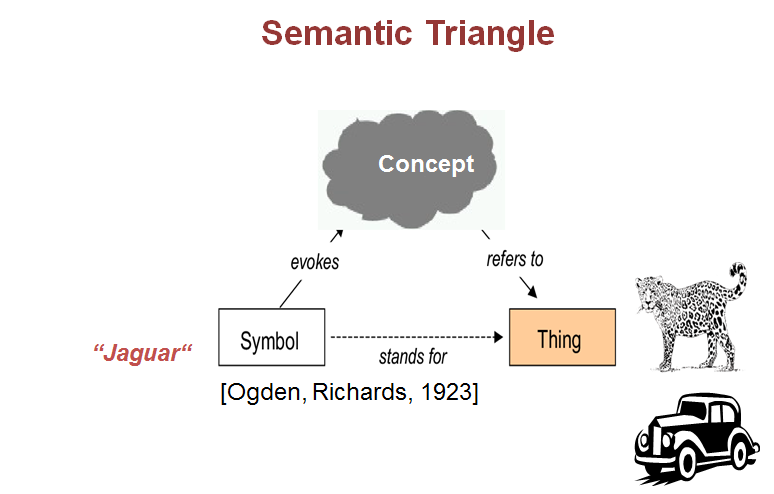 Semantic Triangle
Concept
evokes
refers to
“Jaguar“
Symbol
stands for
Thing
[Ogden, Richards, 1923]